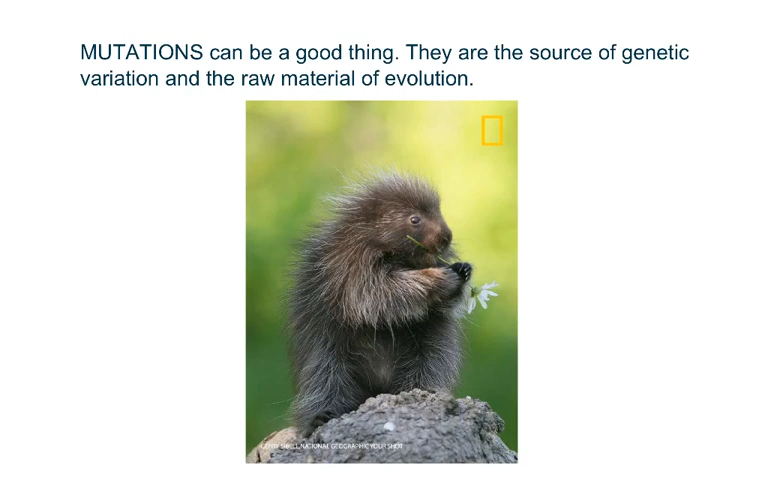 MUTATIONS can be a good thing. They are the source of genetic
variation and the raw material of evolution.
NATIONAL GEOGRAPHIC YOUR SHOT